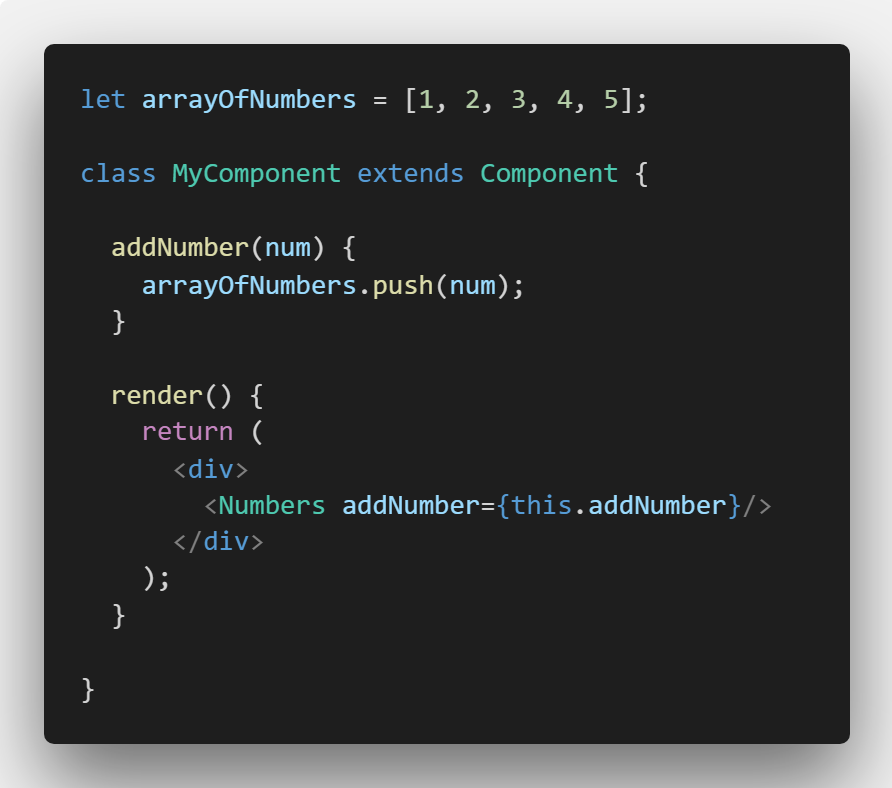 let arrayOfNumbers = [1, 2, 3, 4, 5];
class MyComponent extends Component {
addNumber(num) {
arrayOfNumbers.push(num);
}
render() {
return (
<div>
<Numbers addNumber={this.addNumber}/>
</div>
);
}
}